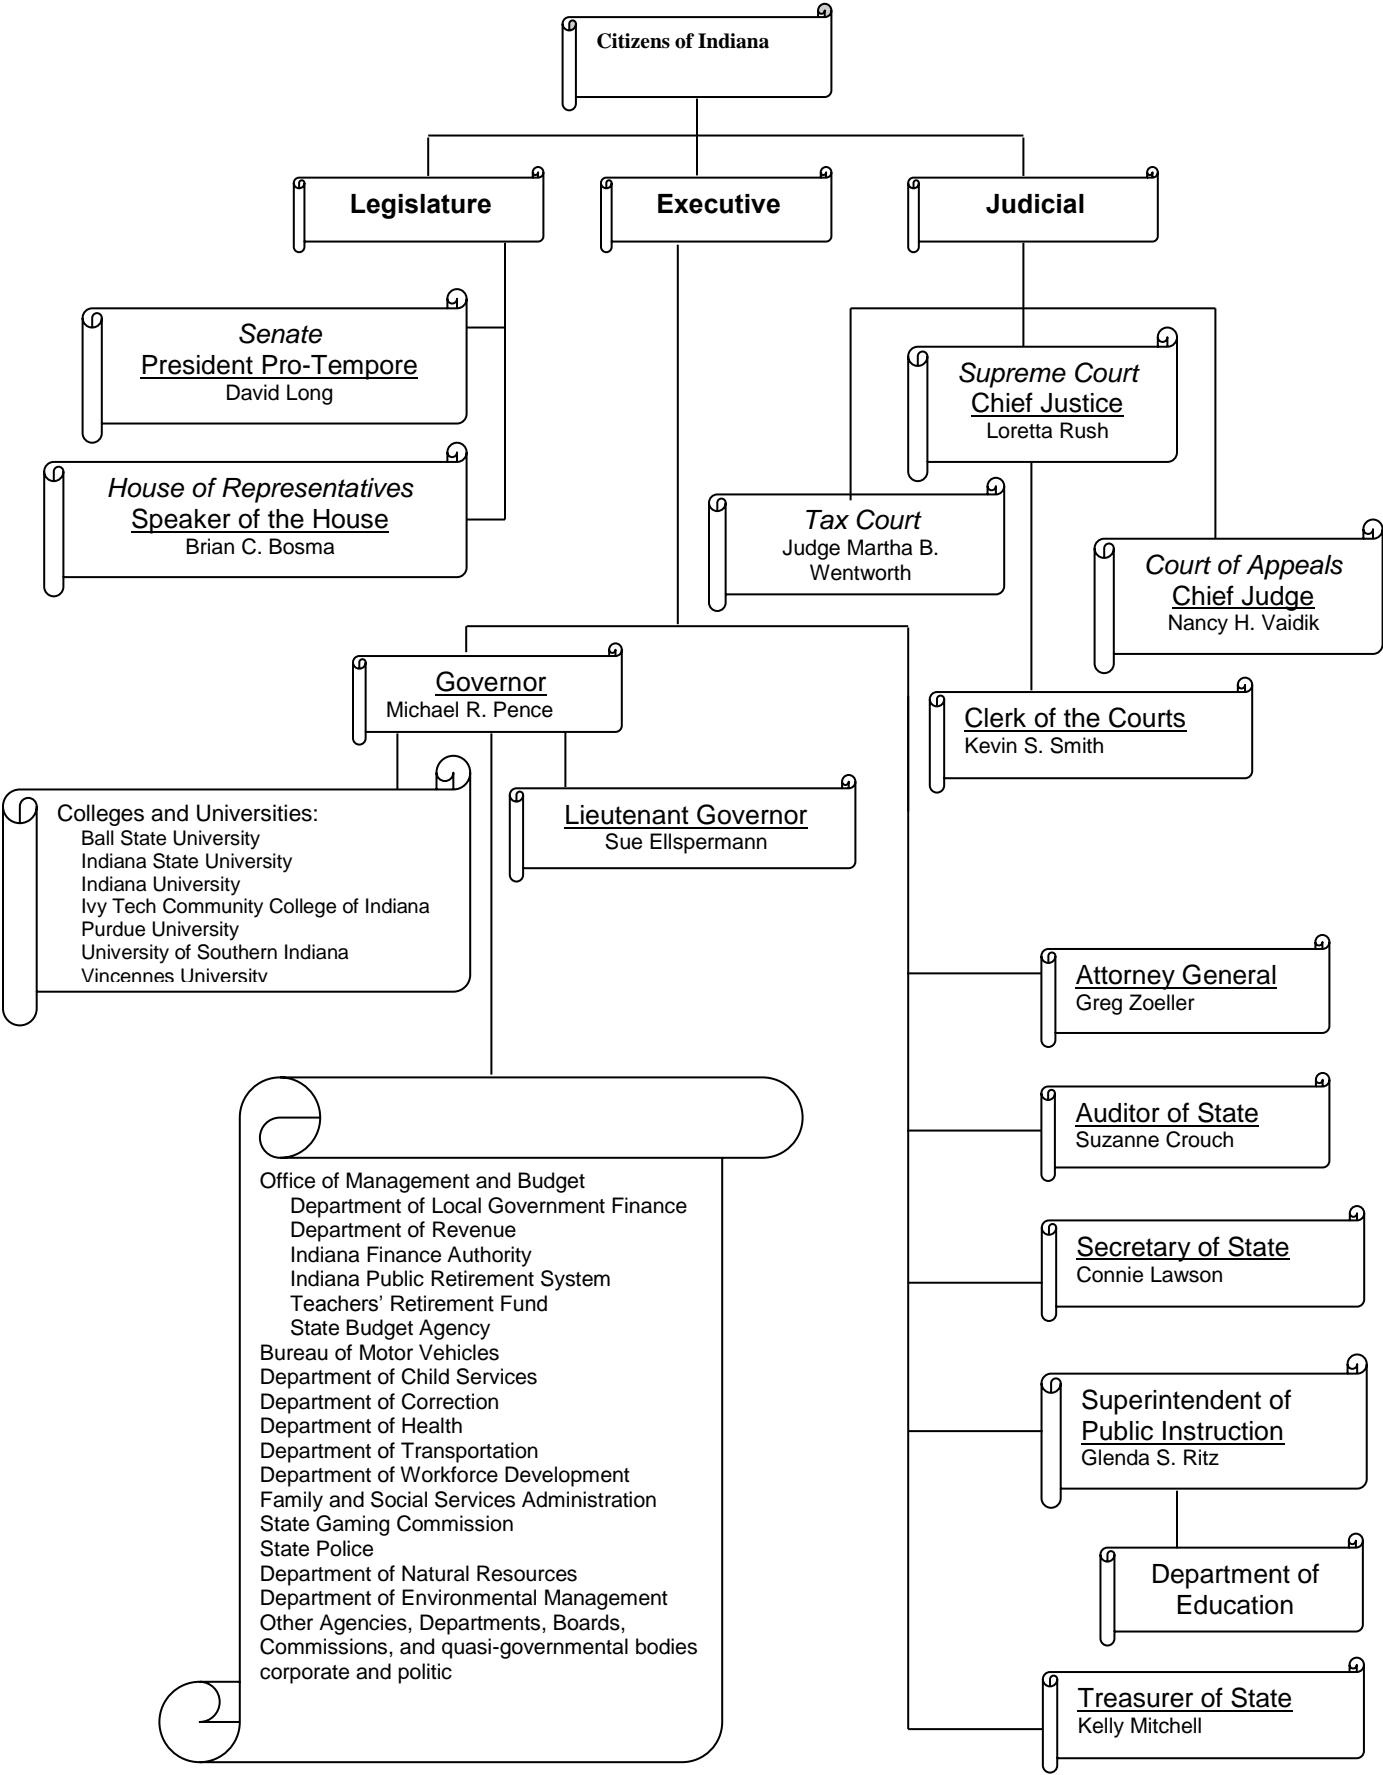 Citizens of Indiana
Legislature
Executive
Judicial
Senate
President Pro-Tempore
David Long
House of Representatives
Speaker of the House
Brian C. Bosma
Supreme Court
Chief Justice
Loretta Rush
Tax Court
Judge Martha B.
Wentworth
Court of Appeals
Chief Judge
Nancy H. Vaidik
Clerk of the Courts
Kevin S. Smith
Governor
Michael R. Pence
Colleges and Universities:
Ball State University
Indiana State University
Indiana University
Ivy Tech Community College of Indiana
Purdue University
University of Southern Indiana
Vincennes University
Lieutenant Governor
Sue Ellspermann
Office of Management and Budget
Department of Local Government Finance
Department of Revenue
Indiana Finance Authority
Indiana Public Retirement System
Teachers’ Retirement Fund
State Budget Agency
Bureau of Motor Vehicles
Department of Child Services
Department of Correction
Department of Health
Department of Transportation
Department of Workforce Development
Family and Social Services Administration
State Gaming Commission
State Police
Department of Natural Resources
Department of Environmental Management
Other Agencies, Departments, Boards,
Commissions, and quasi-governmental bodies
corporate and politic
Attorney General
Greg Zoeller
Auditor of State
Suzanne Crouch
Secretary of State
Connie Lawson
Superintendent of
Public Instruction
Glenda S. Ritz
Department of
Education
Treasurer of State
Kelly Mitchell